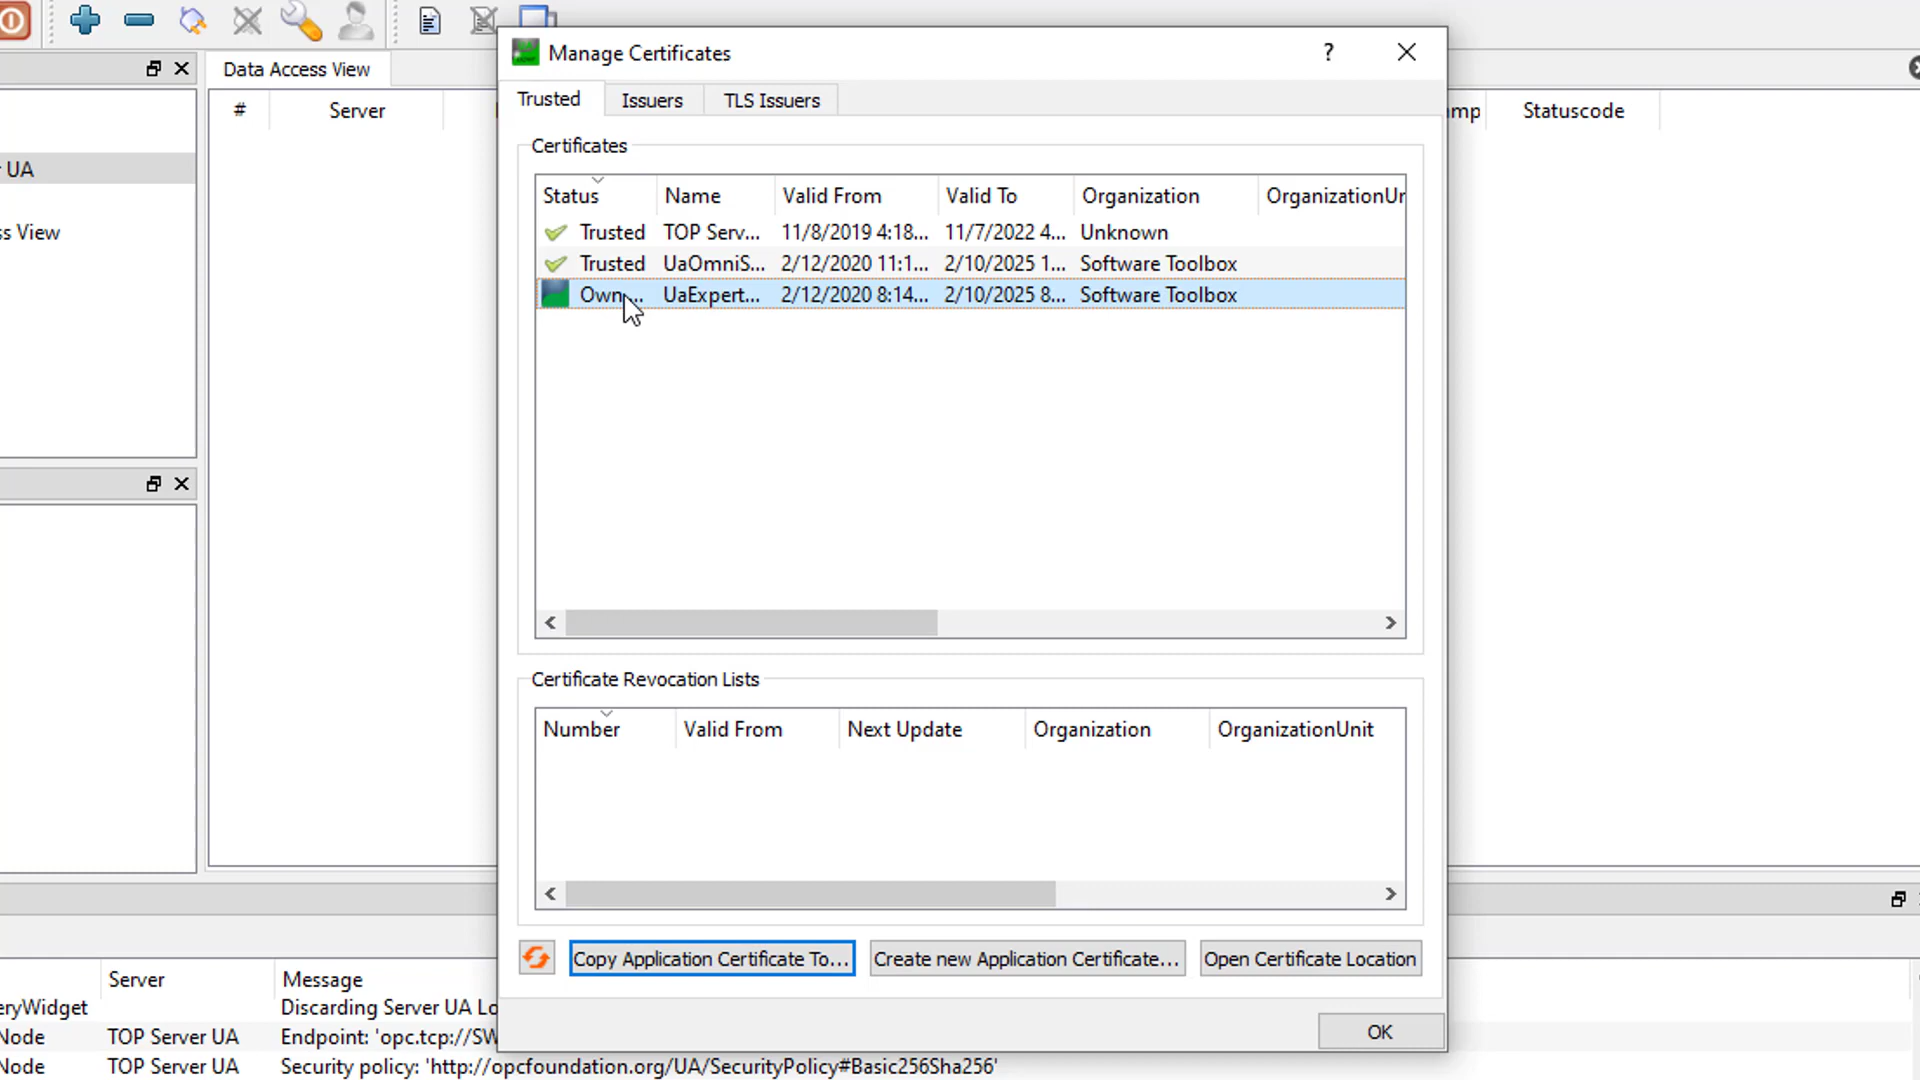 Manage Certificates
?
Data Access View
Trusted
Issuers
TLS Issuers
# Server
Statuscode
UA
ss View
Certificates
Status Name Valid From Valid To Organization OrganizationUr
Trusted TOP Serv... 11/8/2019 4:18... 11/7/2022 4... Unknown
Trusted UaOmniS... 2/12/2020 11:1... 2/10/2025 1... Software Toolbox
Own... UaExpert... 2/12/2020 8:14... 2/10/2025 8... Software Toolbox
Certificate Revocation Lists
Number Valid From Next Update Organization OrganizationUnit
Copy Application Certificate To...
Create new Application Certificate...
Open Certificate Location
OK
Server Message
eryWidget Discarding Server UA Lo
Node TOP Server UA Endpoint: 'opc.tcp://SW
Node TOP Server UA Security policy: 'http://opcfoundation.org/UA/SecurityPolicy#Basic256Sha256'